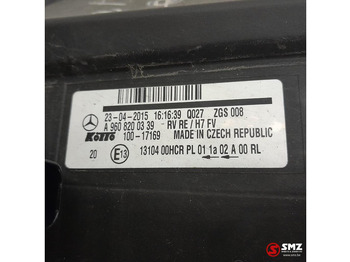 23-04-2015 16:16:39 Q027 ZGS 008
A 960 820 03 39 RV RE / H7 FV
100-17169 MADE IN CZECH REPUBLIC
20 E13 13104 00HCR PL 01 1a 02 A 00 RL
SMZ